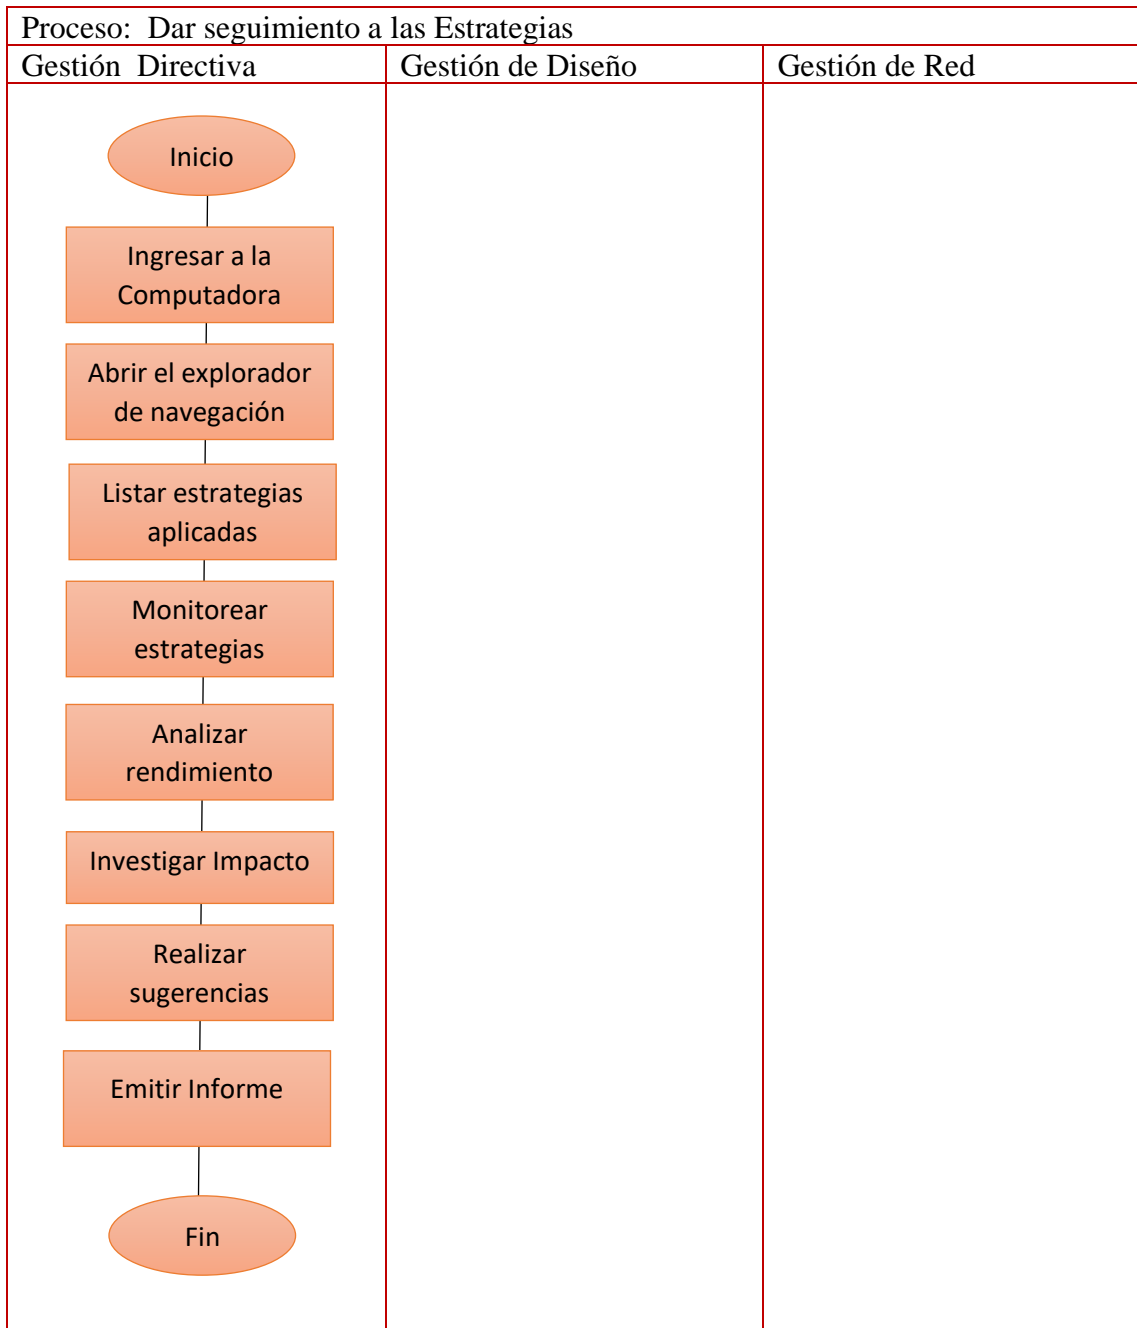 Proceso:  Dar seguimiento a las Estrategias
Gestión  Directiva
Gestión de Diseño
Gestión de Red
Inicio
Ingresar a la
Computadora
Abrir el explorador
de navegación
Listar estrategias
aplicadas
Monitorear
estrategias
Analizar
rendimiento
Investigar Impacto
Realizar
sugerencias
Emitir Informe
Fin